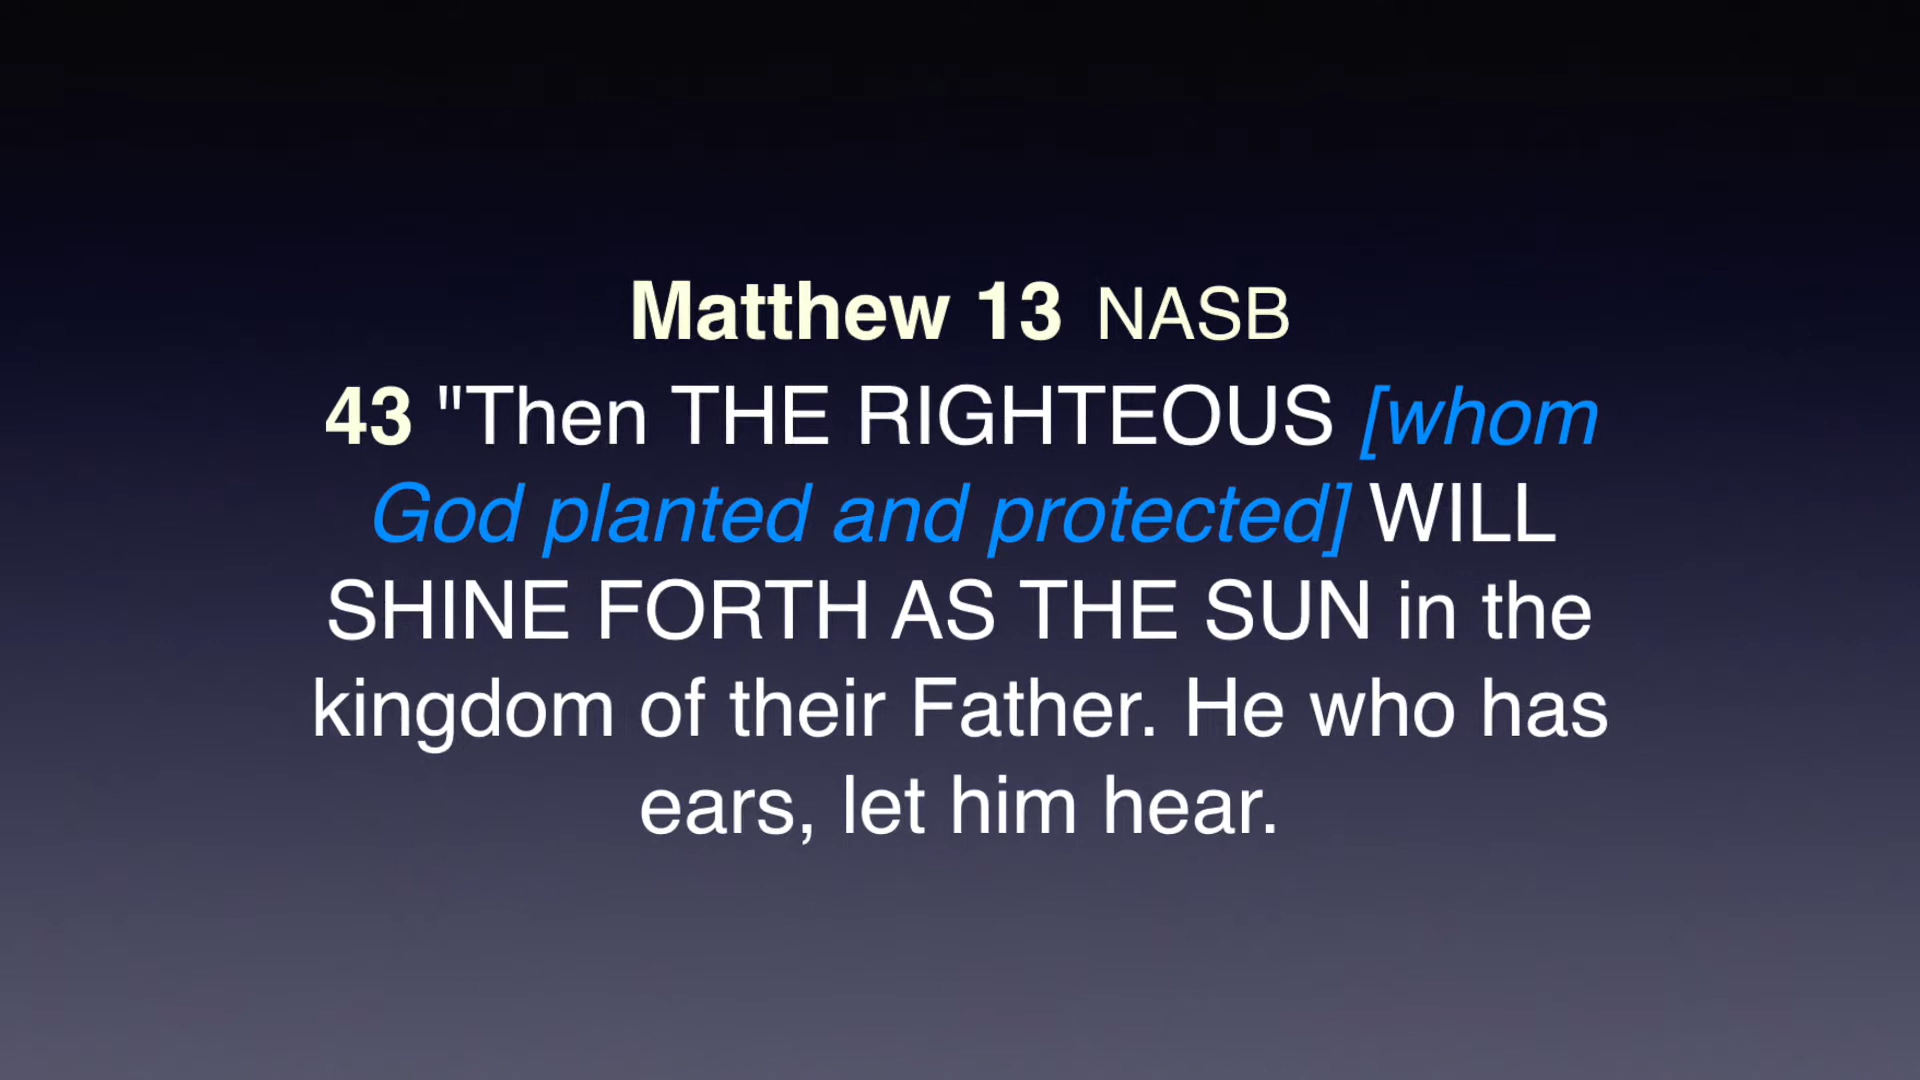 Matthew 13 NASB
43 "Then THE RIGHTEOUS [whom
God planted and protected] WILL
SHINE FORTH AS THE SUN in the
kingdom of their Father. He who has
ears, let him hear.